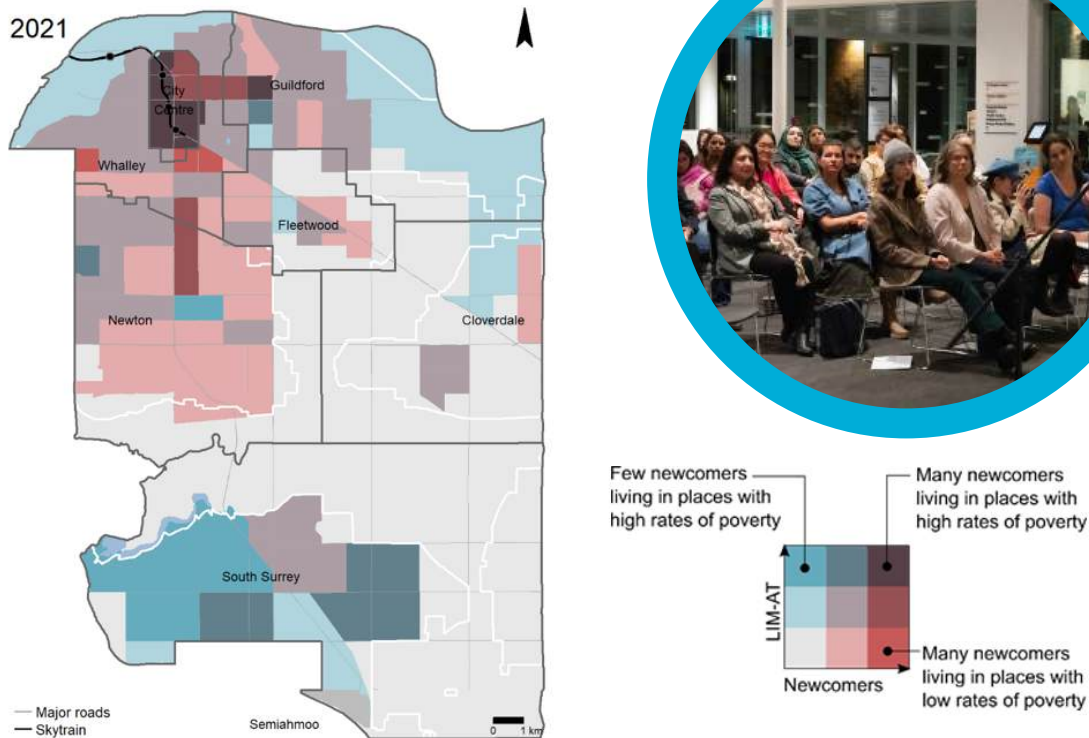 2021
Guildford
City
Centre
Whalley
Fleetwood
Newton
Cloverdale
South Surrey
Semiahmoo
Major roads
Skytrain
0 1 km
Few newcomers
living in places with
high rates of poverty
Many newcomers
living in places with
high rates of poverty
LIM-AT
Newcomers
Many newcomers
living in places with
low rates of poverty